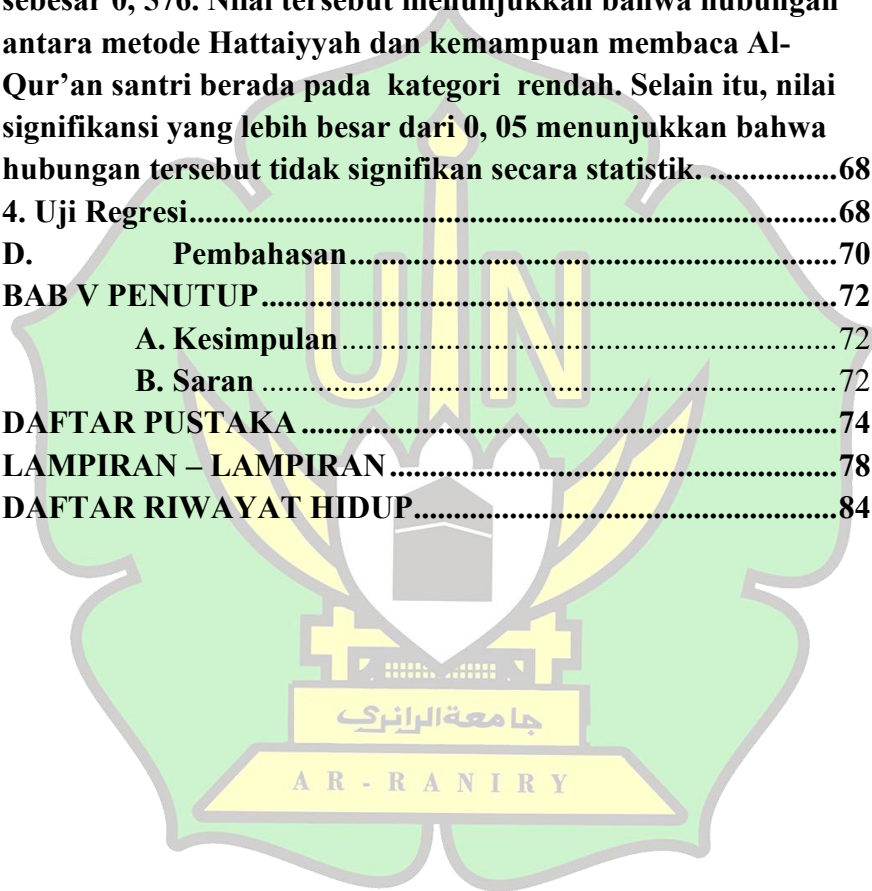 sebesar 0, 576. Nilai tersebut menunjukkan bahwa hubungan
antara metode Hattaiyyah dan kemampuan membaca Al-
Qur’an santri berada pada kategori rendah. Selain itu, nilai
signifikansi yang lebih besar dari 0, 05 menunjukkan bahwa
hubungan tersebut tidak signifikan secara statistik. ................68
4. Uji Regresi..................................................................................68
D. Pembahasan..............................................................70
BAB V PENUTUP.........................................................................72
A. Kesimpulan...............................................................72
B. Saran .........................................................................72
DAFTAR PUSTAKA ....................................................................74
LAMPIRAN – LAMPIRAN .........................................................78
DAFTAR RIWAYAT HIDUP......................................................84
UIN
جامعة الرانري
AR-RANIRY